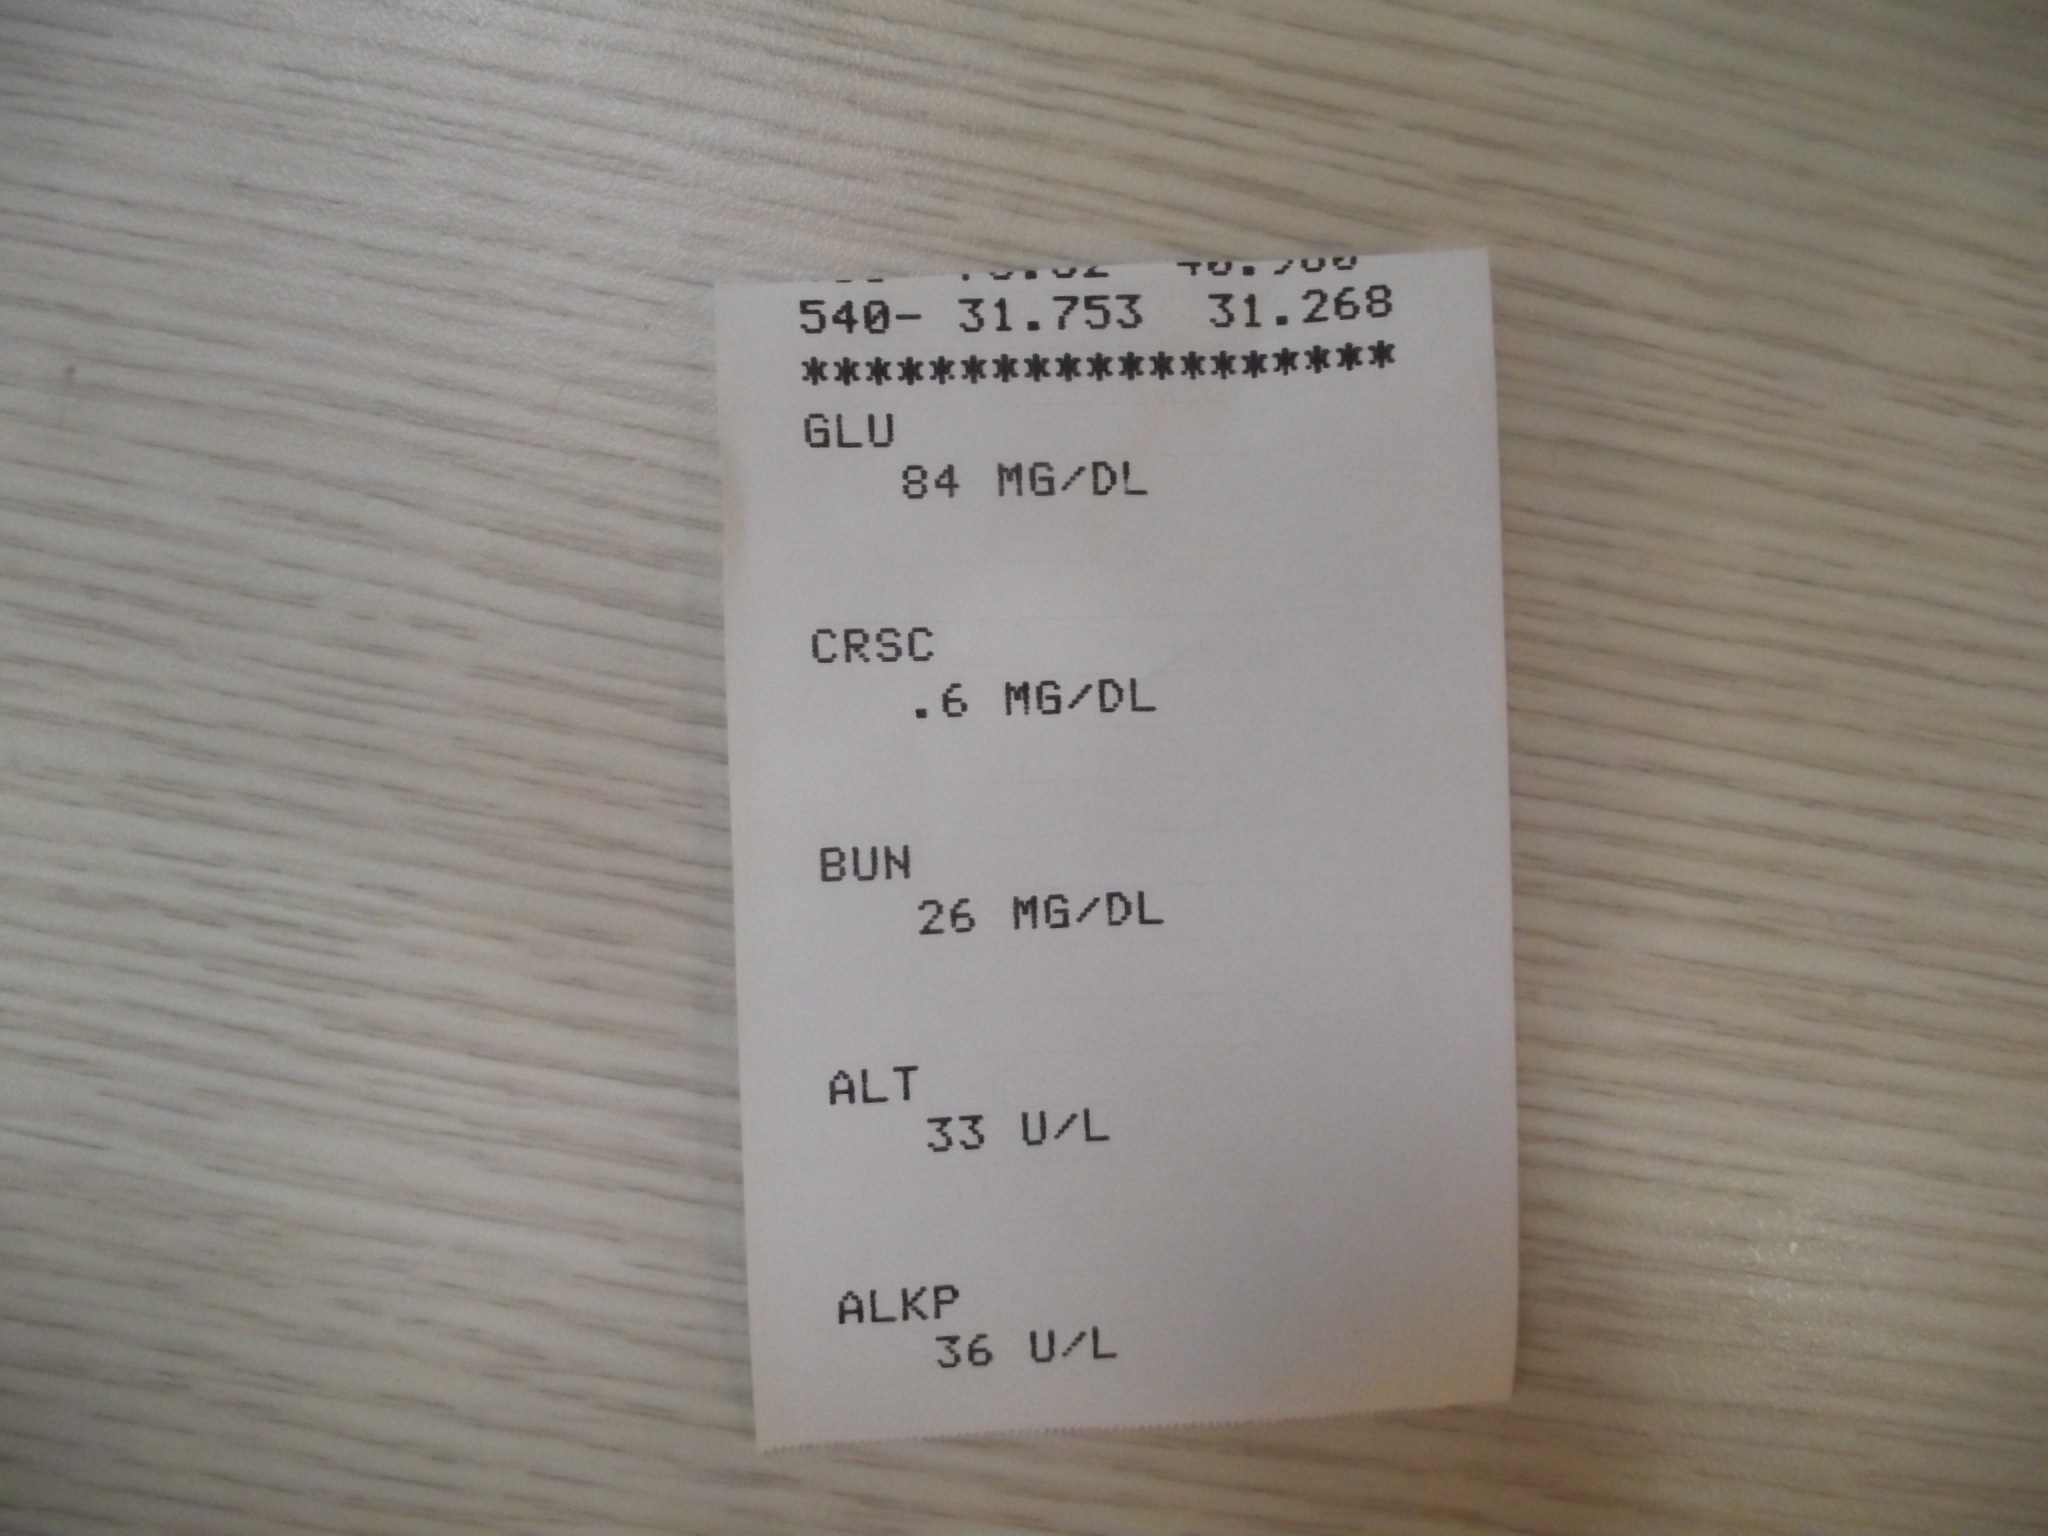 540- 31.753 31.268
*******************
GLU
84 MG/DL
CRSC
.6 MG/DL
BUN
26 MG/DL
ALT
33 U/L
ALKP
36 U/L